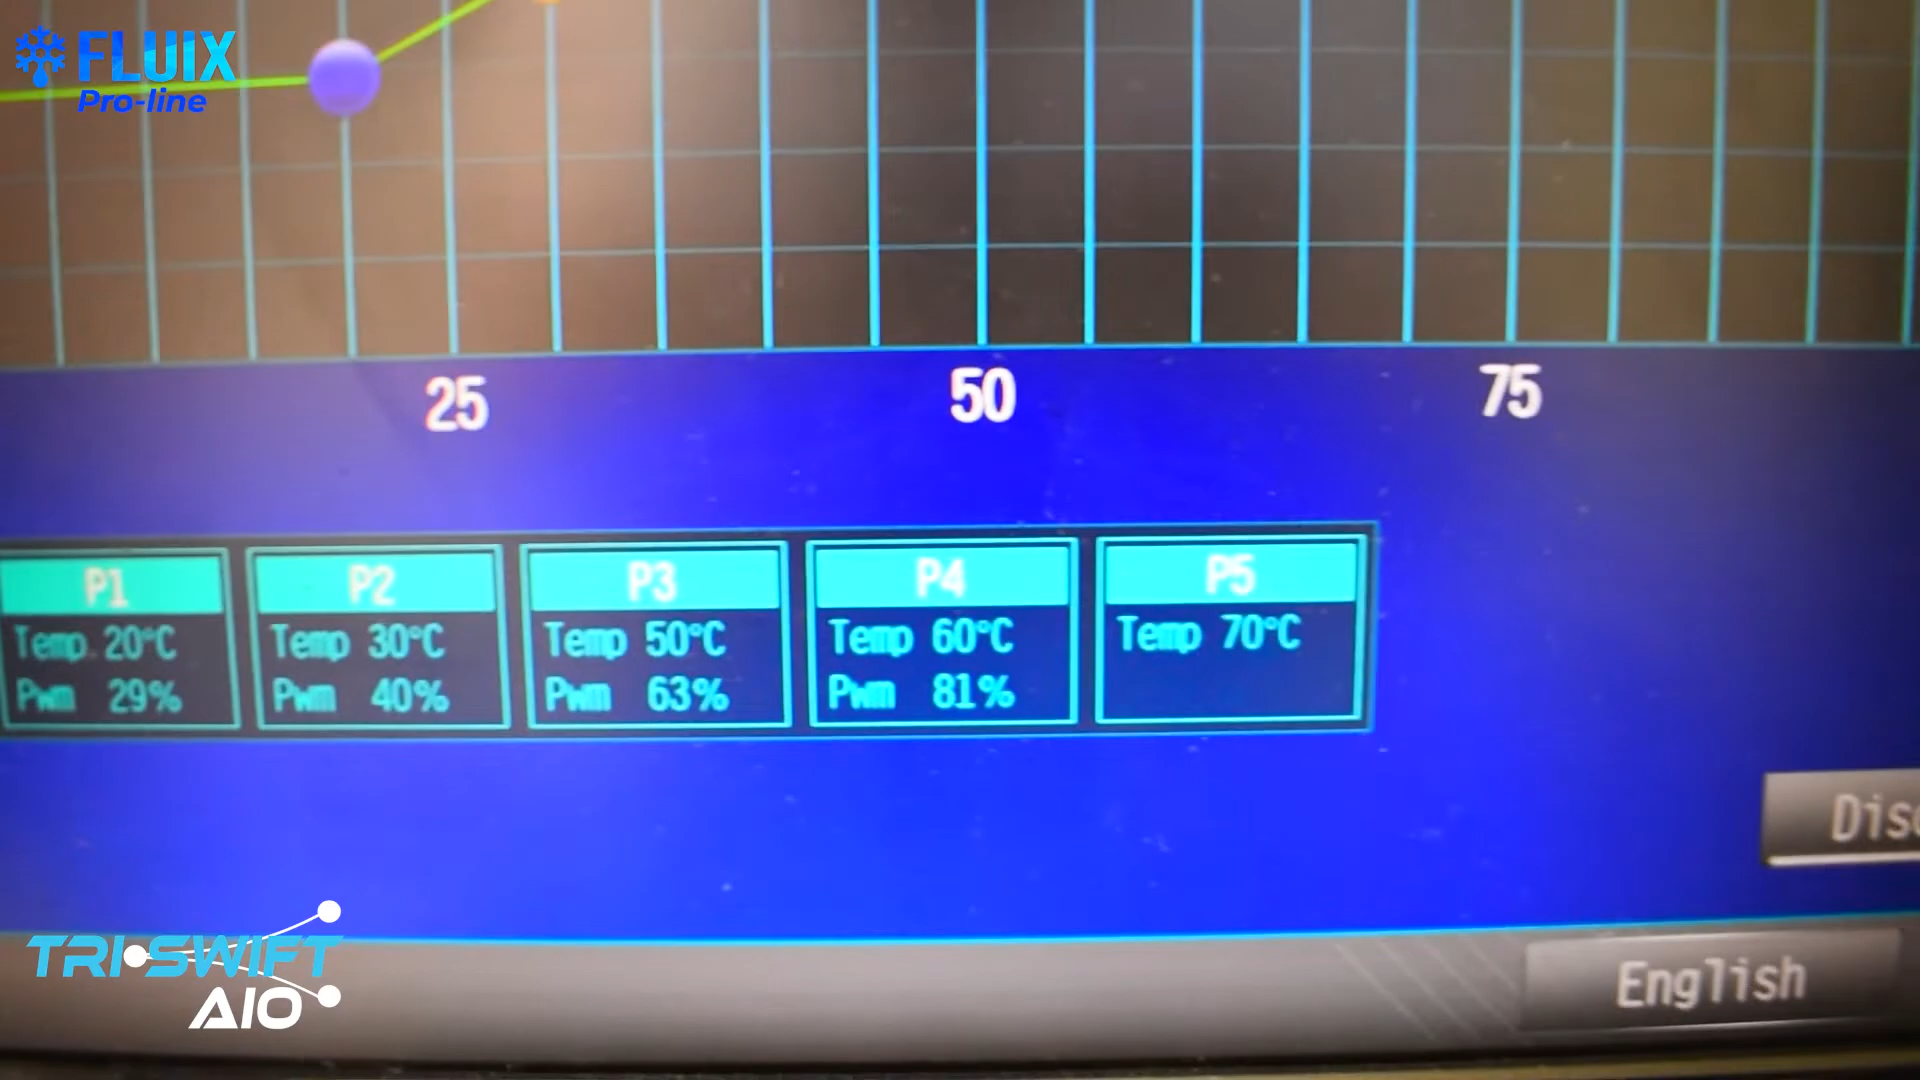 FLUIX
Pro-line
25 50 75
P1 P2 P3 P4 P5
Temp 20°C Temp 30°C Temp 50°C Temp 60°C Temp 70°C
Pwm 29% Pwm 40% Pwm 63% Pwm 81%
English
TRI-SWIFT
AIO